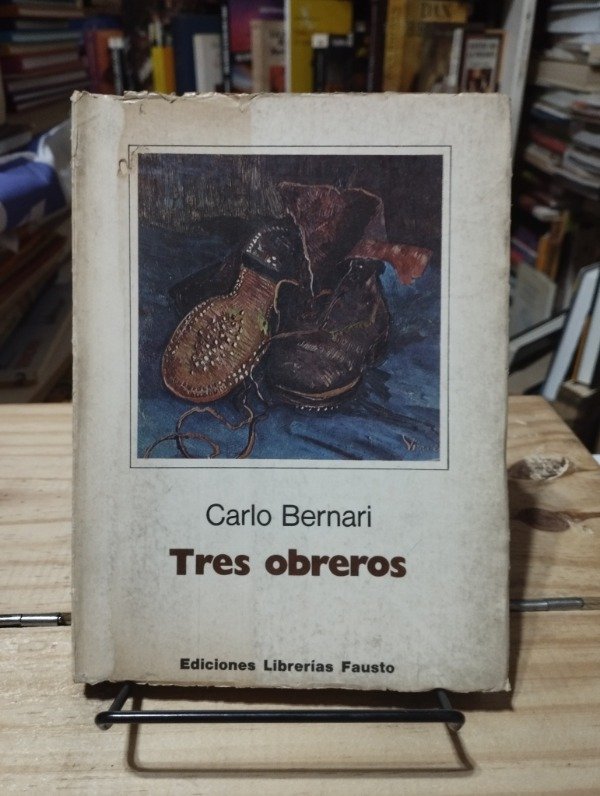 Carlo Bernari
Tres obreros
Ediciones Librerías Fausto